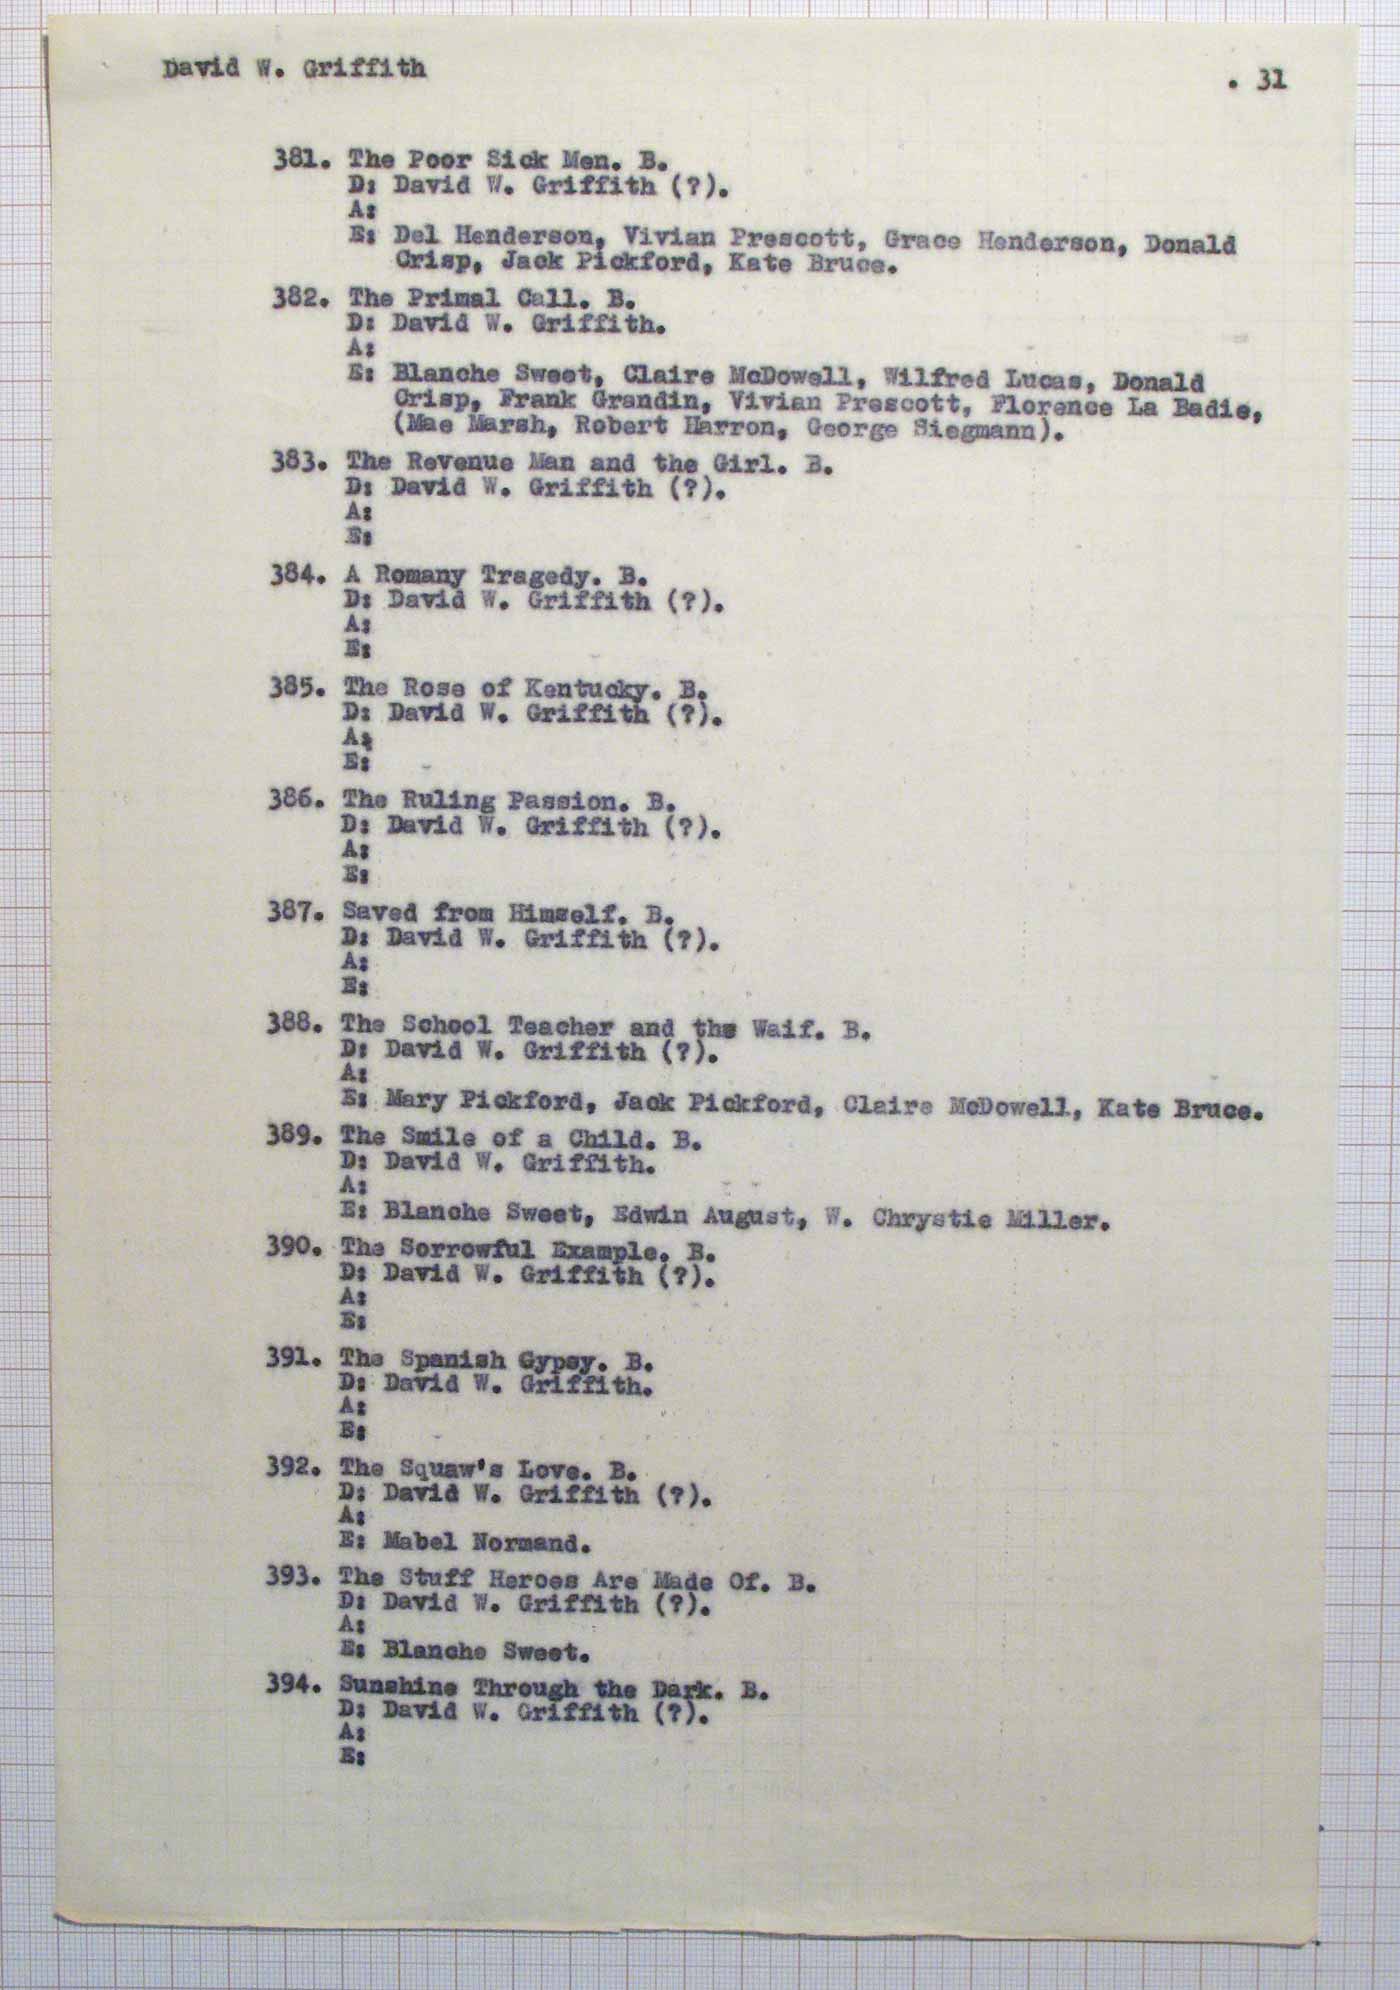 David W. Griffith
. 31
381. The Poor Sick Men. B.
D: David W. Griffith (?).
A:
E: Del Henderson, Vivian Prescott, Grace Henderson, Donald
Crisp, Jack Pickford, Kate Bruce.
382. The Primal Call. B.
D: David W. Griffith.
A:
E: Blanche Sweet, Claire McDowell, Wilfred Lucas, Donald
Crisp, Frank Grandin, Vivian Prescott, Florence La Badie,
(Mae Marsh, Robert Harron, George Siegmann).
383. The Revenue Man and the Girl. B.
D: David W. Griffith (?).
A:
E:
384. A Romany Tragedy. B.
D: David W. Griffith (?).
A:
E:
385. The Rose of Kentucky. B.
D: David W. Griffith (?).
A:
E:
386. The Ruling Passion. B.
D: David W. Griffith (?).
A:
E:
387. Saved from Himself. B.
D: David W. Griffith (?).
A:
E:
388. The School Teacher and the Waif. B.
D: David W. Griffith (?).
A:
E: Mary Pickford, Jack Pickford, Claire McDowell, Kate Bruce.
389. The Smile of a Child. B.
D: David W. Griffith.
A:
E: Blanche Sweet, Edwin August, W. Chrystie Miller.
390. The Sorrowful Example. B.
D: David W. Griffith (?).
A:
E:
391. The Spanish Gypsy. B.
D: David W. Griffith.
A:
E:
392. The Squaw's Love. B.
D: David W. Griffith (?).
A:
E: Mabel Normand.
393. The Stuff Heroes Are Made Of. B.
D: David W. Griffith (?).
A:
E: Blanche Sweet.
394. Sunshine Through the Dark. B.
D: David W. Griffith (?).
A:
E: